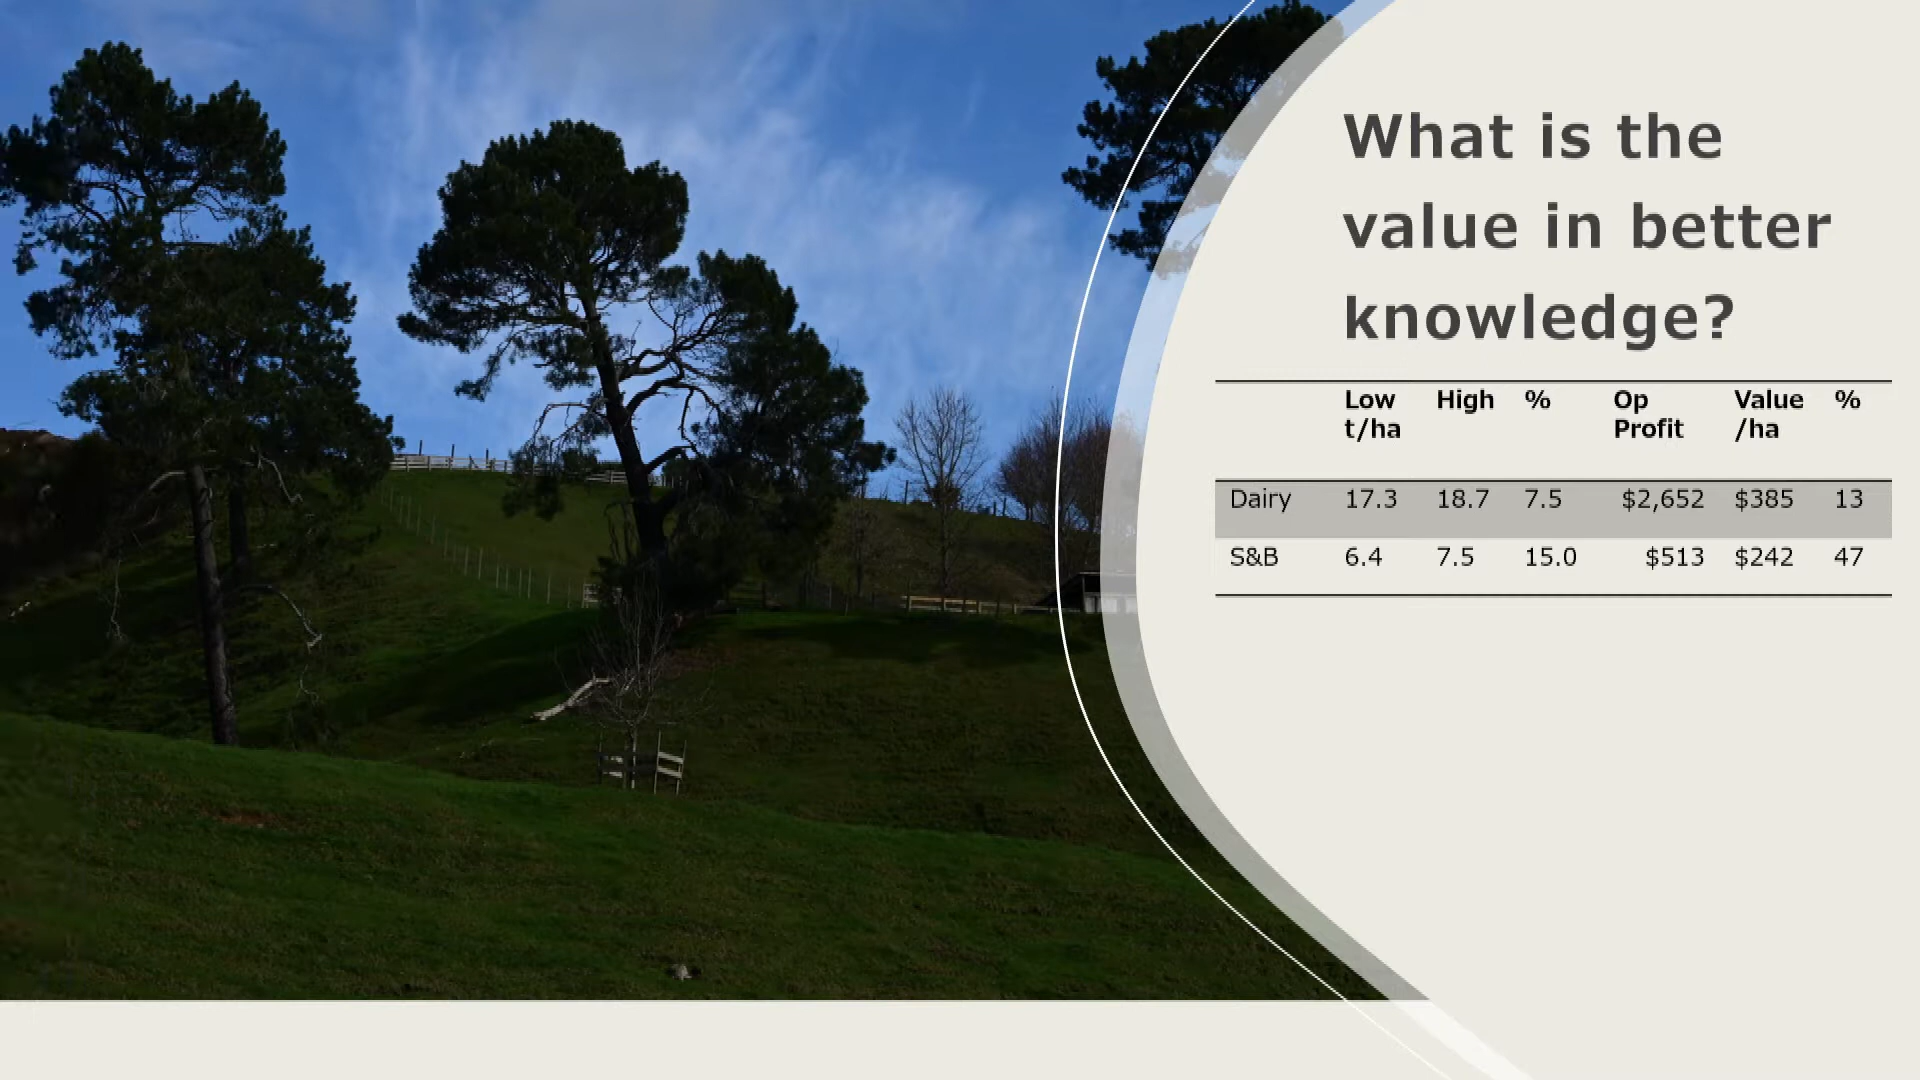 What is the
value in better
knowledge?
Low t/ha High % Op Profit Value /ha %
Dairy 17.3 18.7 7.5 $2,652 $385 13
S&B 6.4 7.5 15.0 $513 $242 47